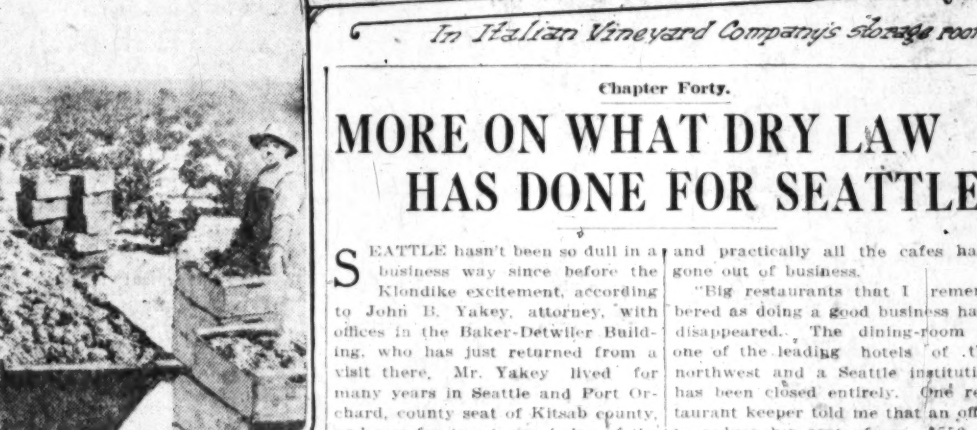 In Italian Vineyard Company's storage room
Chapter Forty.
MORE ON WHAT DRY LAW
HAS DONE FOR SEATTLE
SEATTLE hasn't been so dull in a
business way since before the
Klondike excitement, according
to John B. Yakey, attorney, with
offices in the Baker-Detwiler Build-
ing, who has just returned from a
visit there. Mr. Yakey lived for
many years in Seattle and Port Or-
chard, county seat of Kitsab county,
and practically all the cafes ha
gone out of business.
"Big restaurants that I remem
bered as doing a good business ha
disappeared. The dining-room
one of the leading hotels of
northwest and a Seattle instituti
has been closed entirely. One re
taurant keeper told me that an off